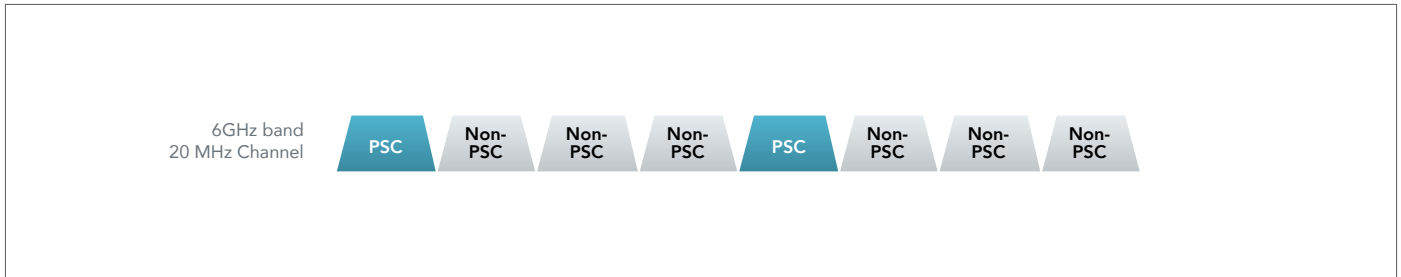 6GHz band
20 MHz Channel
PSC
Non-
PSC
Non-
PSC
Non-
PSC
PSC
Non-
PSC
Non-
PSC
Non-
PSC